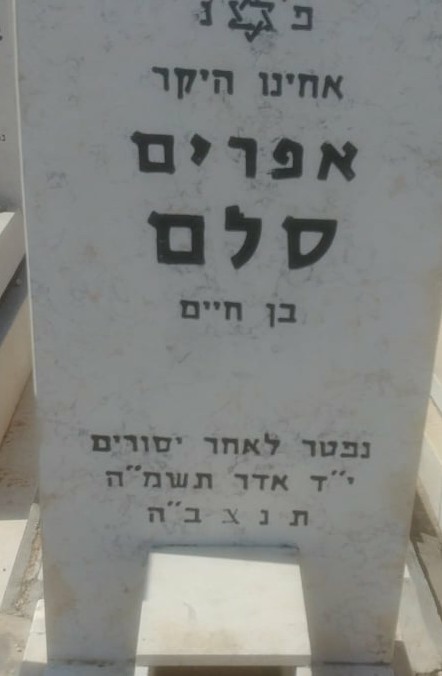 פ נ
אחינו היקר
אפרים
סלם
בן חיים
נפטר לאחר יסורים
י"ד אדר תשמ"ה
ת נ צ ב"ה